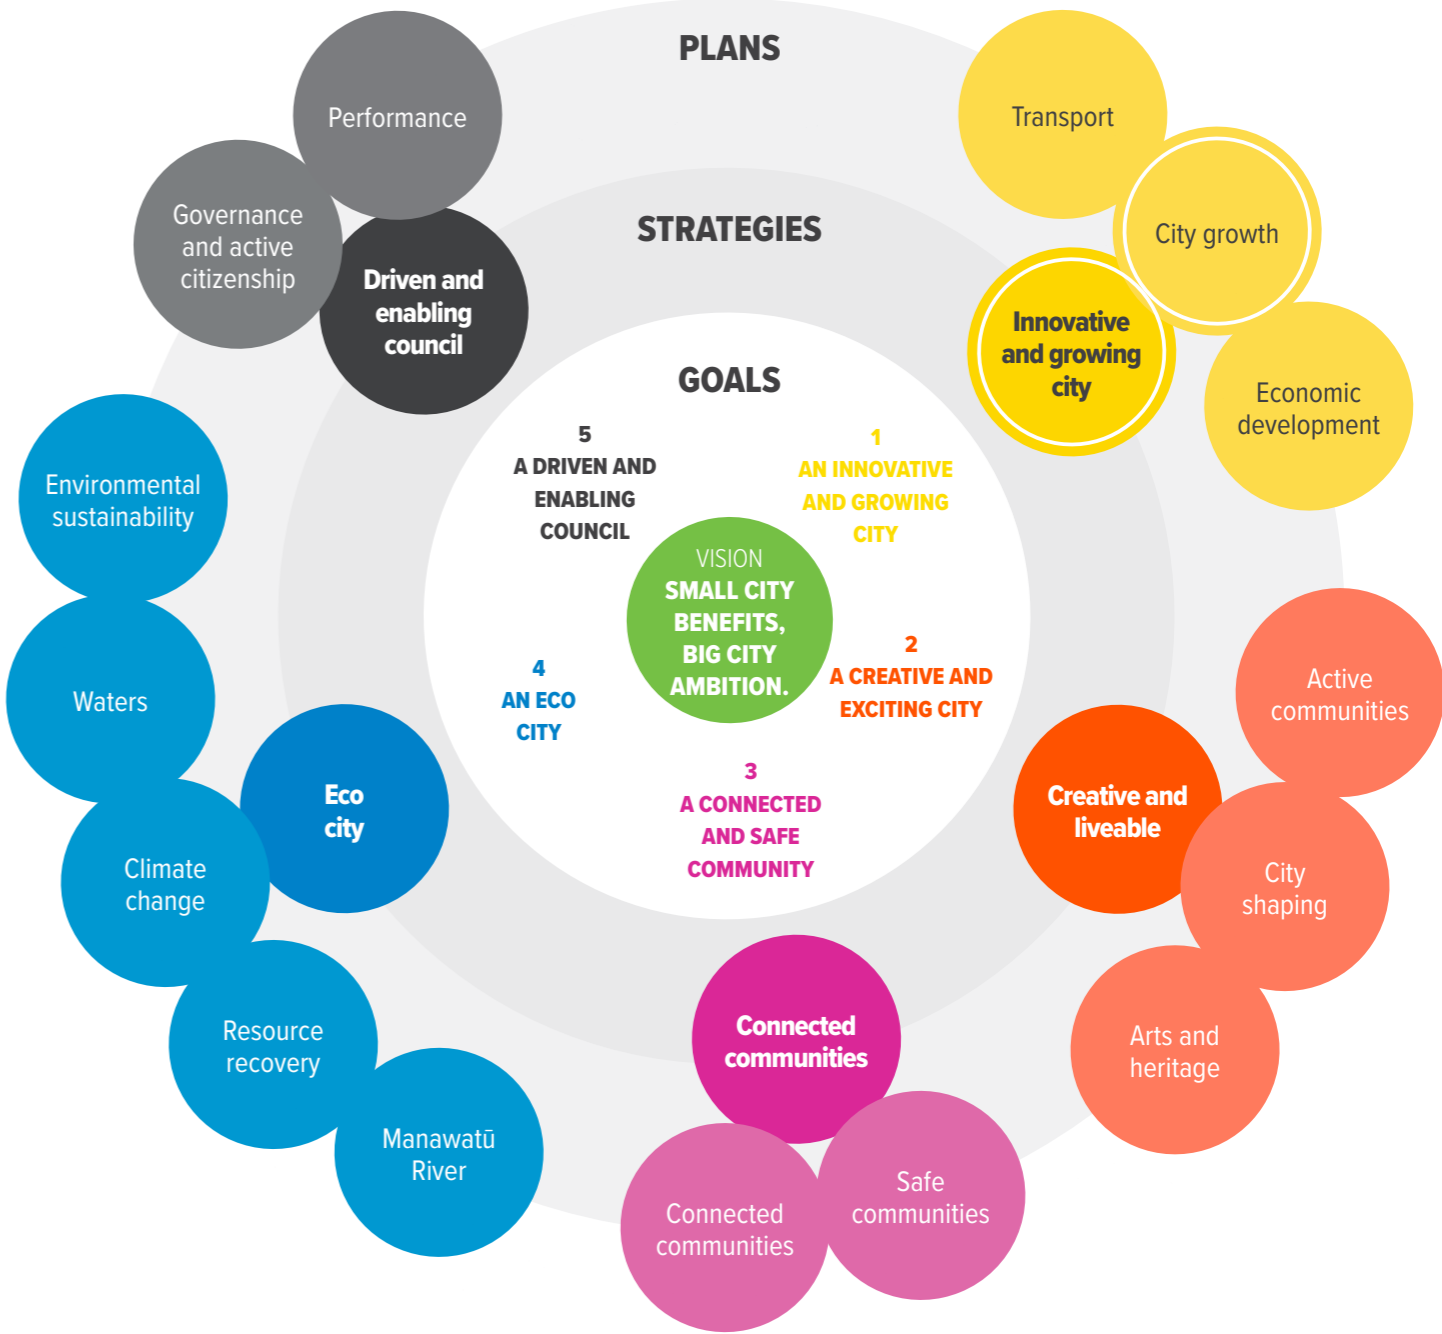 PLANS
Performance
Transport
Governance
and active
citizenship
STRATEGIES
City growth
Driven and
enabling
council
Innovative
and growing
city
GOALS
Economic
development
5
A DRIVEN AND
ENABLING
COUNCIL
1
AN INNOVATIVE
AND GROWING
CITY
Environmental
sustainability
VISION
SMALL CITY
BENEFITS,
BIG CITY
AMBITION.
2
A CREATIVE AND
EXCITING CITY
4
AN ECO
CITY
Waters
Active
communities
3
A CONNECTED
AND SAFE
COMMUNITY
Eco
city
Creative and
liveable
Climate
change
City
shaping
Resource
recovery
Connected
communities
Arts and
heritage
Manawatū
River
Safe
communities
Connected
communities